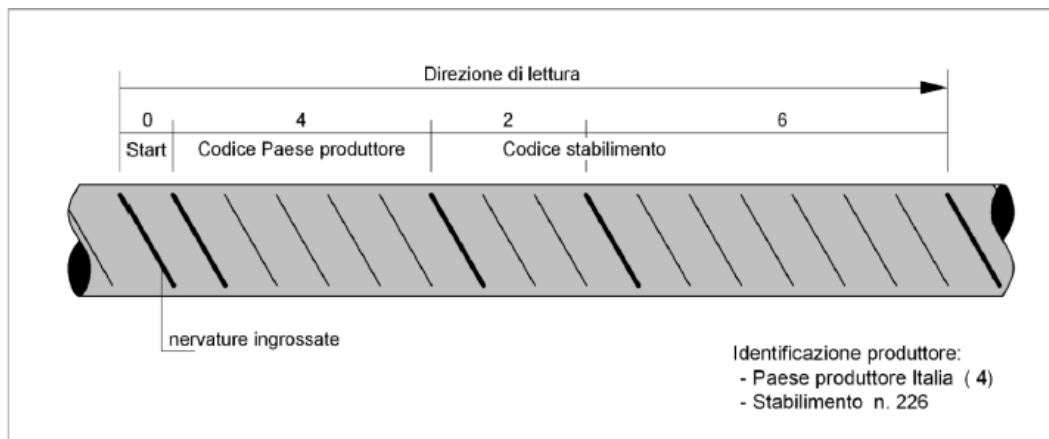 Direzione di lettura
0 4 2 6
Start Codice Paese produttore Codice stabilimento
nervature ingrossate
Identificazione produttore:
- Paese produttore Italia ( 4)
- Stabilimento n. 226